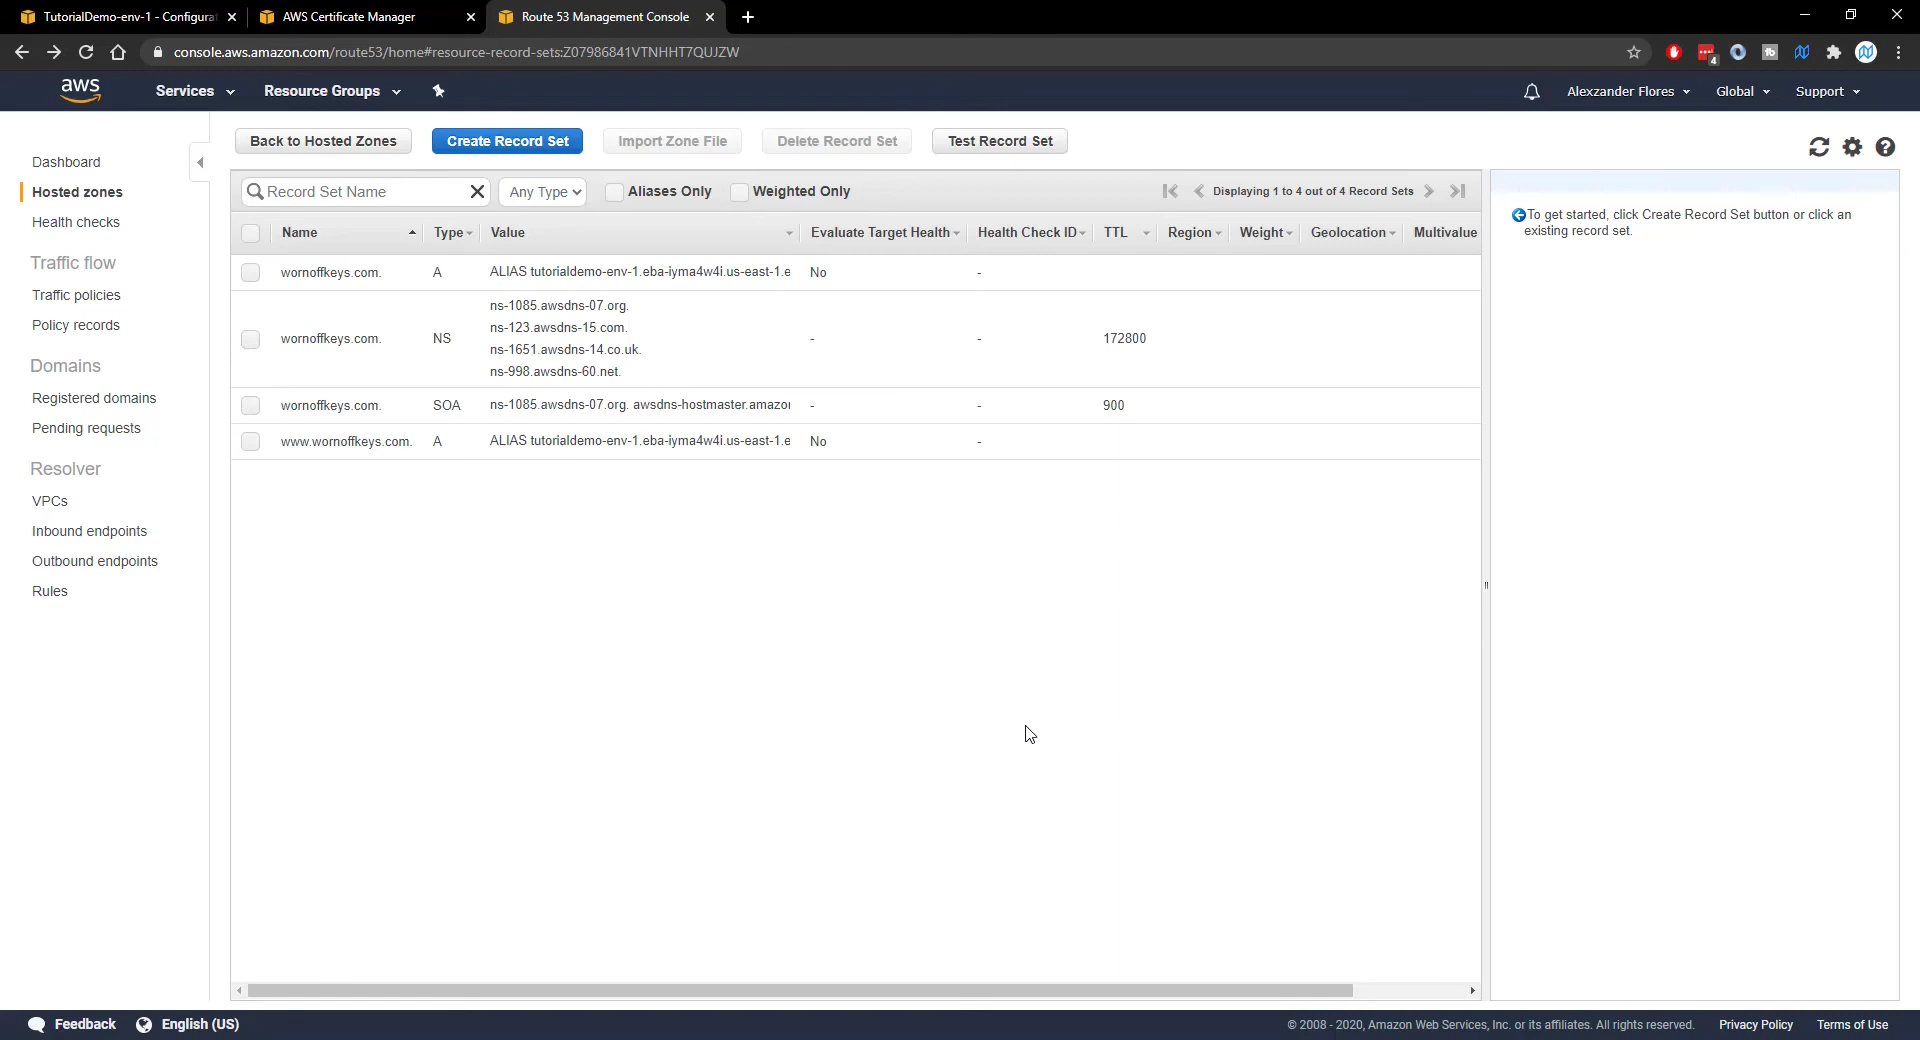 TutorialDemo-env-1 - Configurat
AWS Certificate Manager
Route 53 Management Console
console.aws.amazon.com/route53/home#resource-record-sets:Z07986841VTNHHT7QUJZW
4
aws
Services
Resource Groups
Alexzander Flores
Global
Support
Dashboard
Hosted zones
Health checks
Traffic flow
Traffic policies
Policy records
Domains
Registered domains
Pending requests
Resolver
VPCs
Inbound endpoints
Outbound endpoints
Rules
Back to Hosted Zones
Create Record Set
Import Zone File
Delete Record Set
Test Record Set
Record Set Name
Any Type
Aliases Only
Weighted Only
Displaying 1 to 4 out of 4 Record Sets
Name Type Value Evaluate Target Health Health Check ID TTL Region Weight Geolocation Multivalue
wornoffkeys.com. A ALIAS tutorialdemo-env-1.eba-iyma4w4i.us-east-1.e No -
wornoffkeys.com. NS
ns-1085.awsdns-07.org.
ns-123.awsdns-15.com.
ns-1651.awsdns-14.co.uk.
ns-998.awsdns-60.net.
- - 172800
wornoffkeys.com. SOA ns-1085.awsdns-07.org. awsdns-hostmaster.amazo - - 900
www.wornoffkeys.com. A ALIAS tutorialdemo-env-1.eba-iyma4w4i.us-east-1.e No -
To get started, click Create Record Set button or click an
existing record set.
Feedback
English (US)
© 2008 - 2020, Amazon Web Services, Inc. or its affiliates. All rights reserved.
Privacy Policy
Terms of Use